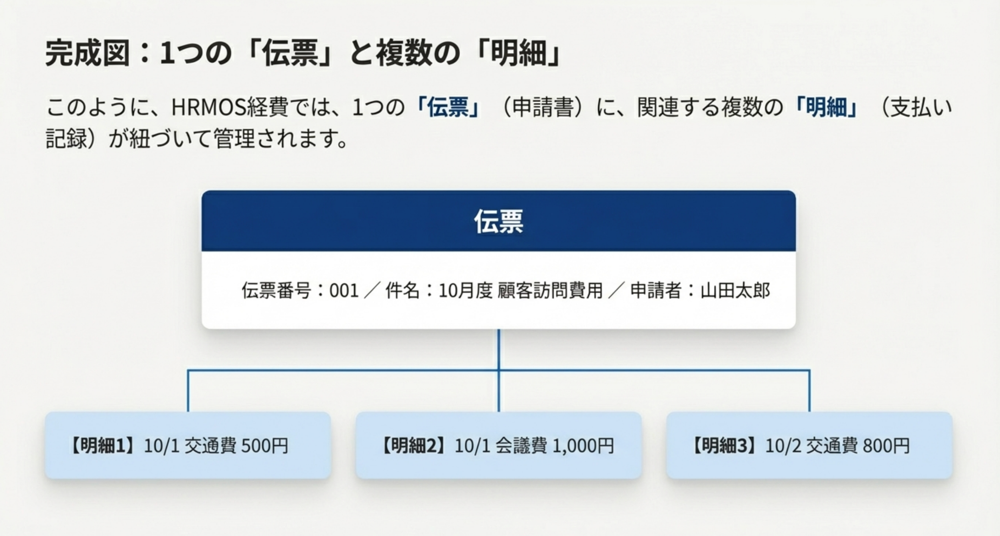 完成図：1つの「伝票」と複数の「明細」
このように、HRMOS経費では、1つの「伝票」（申請書）に、関連する複数の「明細」（支払い
記録）が紐づいて管理されます。
伝票
伝票番号：001 ／ 件名：10月度 顧客訪問費用 ／ 申請者：山田太郎
【明細1】10/1 交通費 500円
【明細2】10/1 会議費 1,000円
【明細3】10/2 交通費 800円